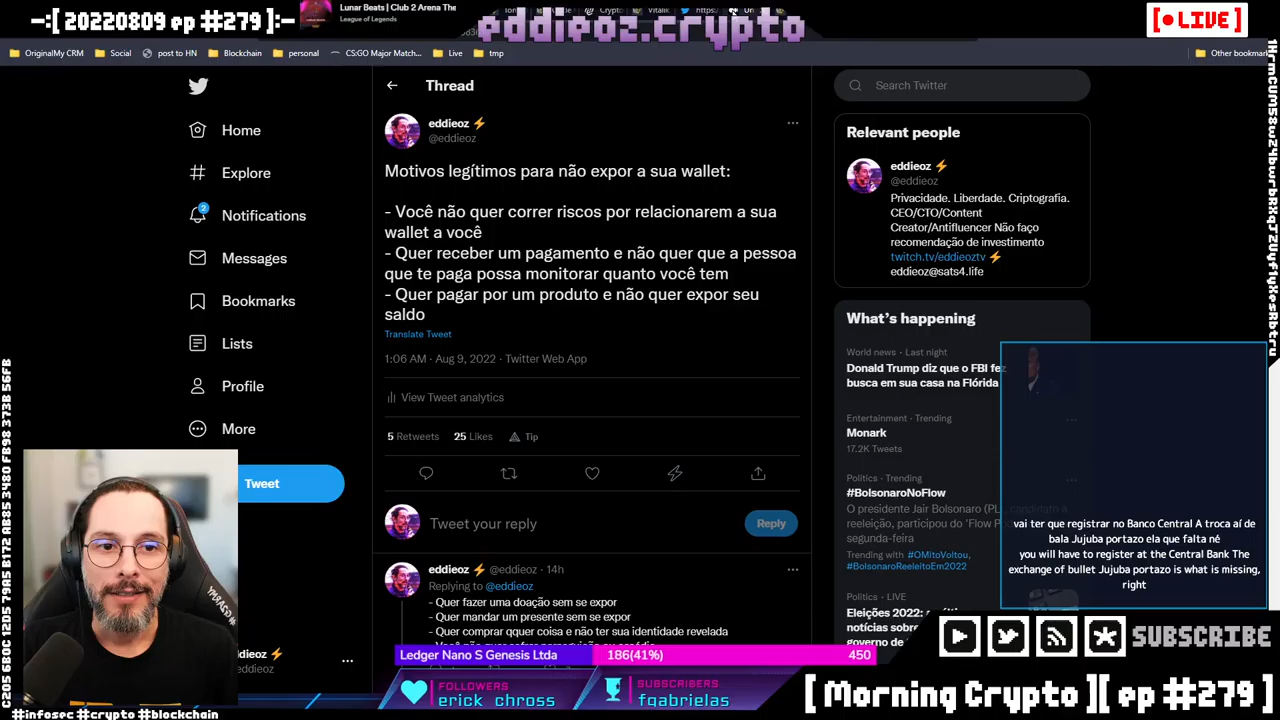 -:[ 20220809 ep #279 ]:-
Lunar Beats | Club 2 Arena The
League of Legends
eddieoz.crypto
[ LIVE ]
OriginalMy CRM
Social
post to HN
Blockchain
personal
CS:GO Major Match...
Live
tmp
Other bookmar
Home
Explore
2
Notifications
Messages
Bookmarks
Lists
Profile
More
Tweet
Thread
eddieoz ⚡
@eddieoz
Motivos legítimos para não expor a sua wallet:
- Você não quer correr riscos por relacionarem a sua
wallet a você
- Quer receber um pagamento e não quer que a pessoa
que te paga possa monitorar quanto você tem
- Quer pagar por um produto e não quer expor seu
saldo
Translate Tweet
1:06 AM · Aug 9, 2022 · Twitter Web App
View Tweet analytics
5 Retweets 25 Likes Tip
Tweet your reply
Reply
eddieoz ⚡ @eddieoz · 14h
Replying to @eddieoz
- Quer fazer uma doação sem se expor
- Quer mandar um presente sem se expor
- Quer comprar qquer coisa e não ter sua identidade revelada
Search Twitter
Relevant people
eddieoz ⚡
@eddieoz
Privacidade. Liberdade. Criptografia.
CEO/CTO/Content
Creator/Antifluencer Não faço
recomendação de investimento
twitch.tv/eddieoztv ⚡
eddieoz@sats4.life
What's happening
World news · Last night
Donald Trump diz que o FBI fez
busca em sua casa na Flórida
Entertainment · Trending
Monark
17.2K Tweets
Politics · Trending
#BolsonaroNoFlow
O presidente Jair Bolsonaro (PL), candidato à
reeleição, participou do 'Flow P
segunda-feira
Trending with #OMitoVoltou,
#BolsonaroReeleitoEm2022
Politics · LIVE
Eleições 2022:
notícias sobre
governo de
vai ter que registrar no Banco Central A troca aí de
bala Jujuba portazo ela que falta né
you will have to register at the Central Bank The
exchange of bullet Jujuba portazo is what is missing,
right
ddieoz ⚡
eddieoz
Ledger Nano S Genesis Ltda
186(41%)
450
FOLLOWERS
erick_chross
SUBSCRIBERS
fgabrielas
SUBSCRIBE
[ Morning Crypto ][ ep #279 ]
#infosec #crypto #blockchain